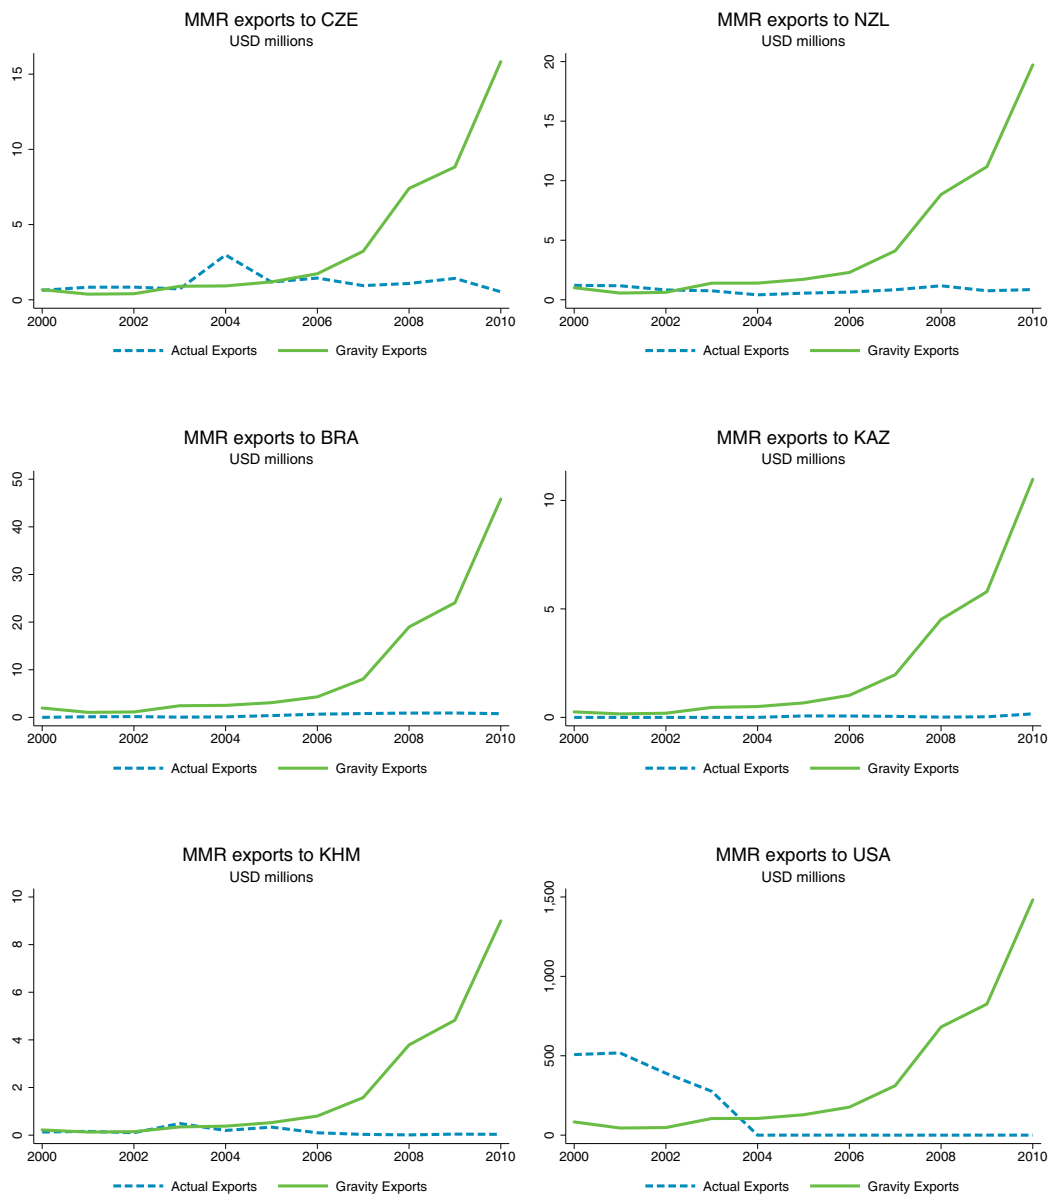 MMR exports to CZE
USD millions
15
10
5
0
2000 2002 2004 2006 2008 2010
Actual Exports Gravity Exports
MMR exports to NZL
USD millions
20
15
10
5
0
2000 2002 2004 2006 2008 2010
Actual Exports Gravity Exports
MMR exports to BRA
USD millions
50
40
30
20
10
0
2000 2002 2004 2006 2008 2010
Actual Exports Gravity Exports
MMR exports to KAZ
USD millions
10
5
0
2000 2002 2004 2006 2008 2010
Actual Exports Gravity Exports
MMR exports to KHM
USD millions
10
8
6
4
2
0
2000 2002 2004 2006 2008 2010
Actual Exports Gravity Exports
MMR exports to USA
USD millions
1,500
1,000
500
0
2000 2002 2004 2006 2008 2010
Actual Exports Gravity Exports